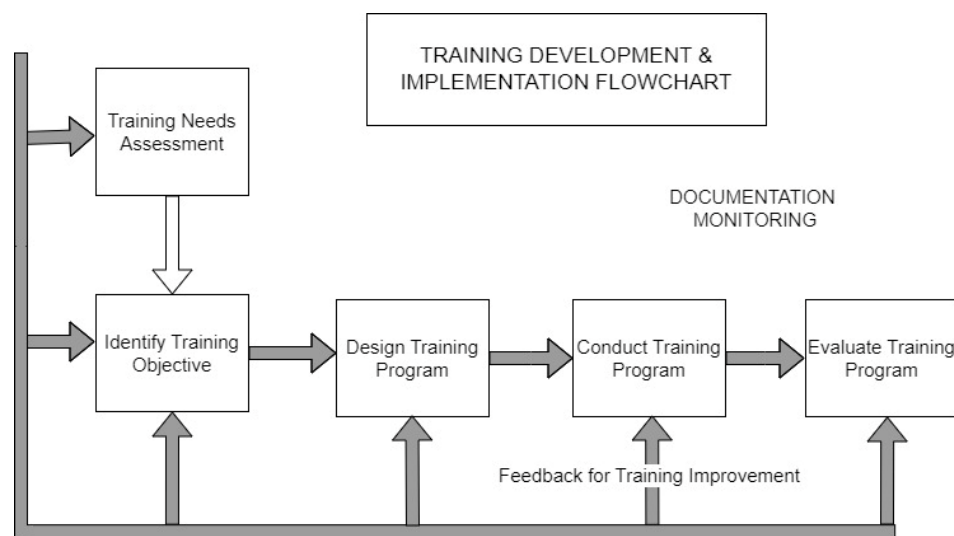 TRAINING DEVELOPMENT &
IMPLEMENTATION FLOWCHART
Training Needs
Assessment
DOCUMENTATION
MONITORING
Identify Training
Objective
Design Training
Program
Conduct Training
Program
Evaluate Training
Program
Feedback for Training Improvement